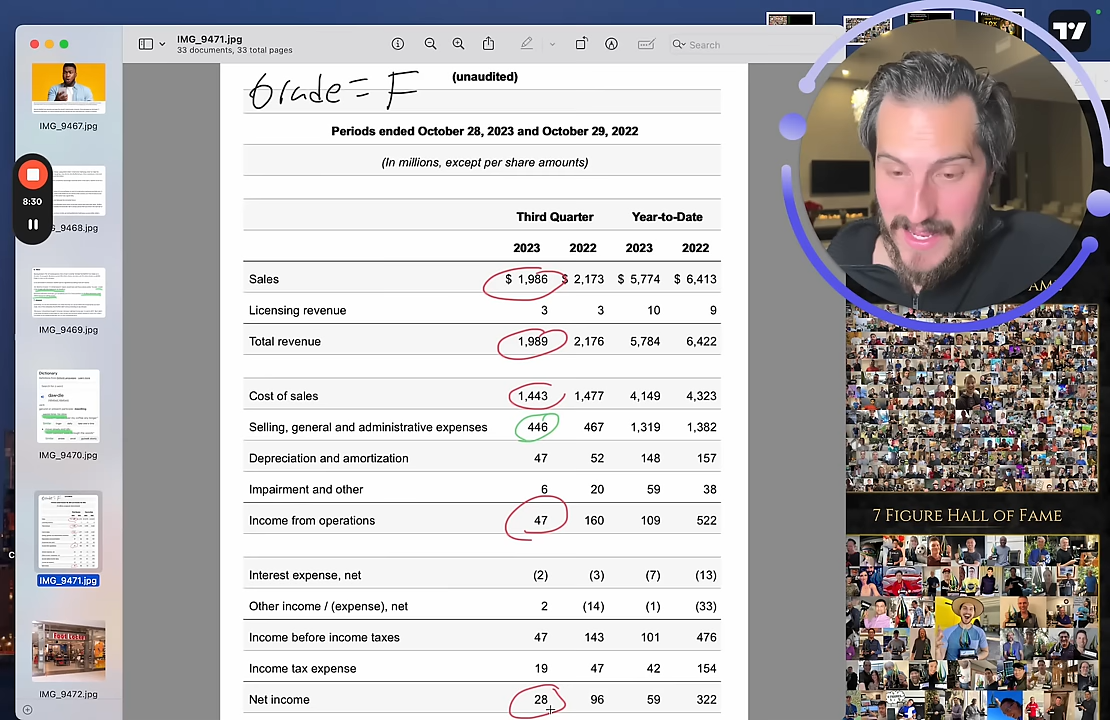 IMG_9471.jpg
33 documents, 33 total pages
Search
IMG_9467.jpg
8:30
_9468.jpg
IMG_9469.jpg
Dictionary
IMG_9470.jpg
IMG_9471.jpg
IMG_9472.jpg
Grade = F
(unaudited)
Periods ended October 28, 2023 and October 29, 2022
(In millions, except per share amounts)
Third Quarter Year-to-Date
2023 2022 2023 2022
Sales $ 1,986 $ 2,173 $ 5,774 $ 6,413
Licensing revenue 3 3 10 9
Total revenue 1,989 2,176 5,784 6,422
Cost of sales 1,443 1,477 4,149 4,323
Selling, general and administrative expenses 446 467 1,319 1,382
Depreciation and amortization 47 52 148 157
Impairment and other 6 20 59 38
Income from operations 47 160 109 522
Interest expense, net (2) (3) (7) (13)
Other income / (expense), net 2 (14) (1) (33)
Income before income taxes 47 143 101 476
Income tax expense 19 47 42 154
Net income 28 96 59 322
7 Figure Hall of Fame